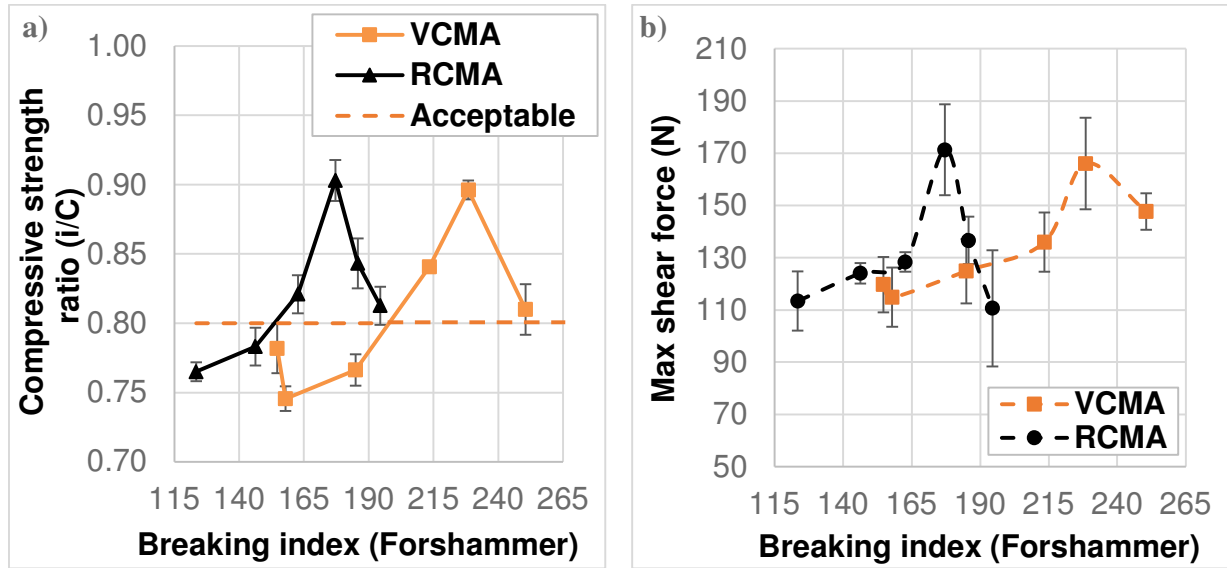 a)
VCMA
RCMA
Acceptable
Compressive strength
ratio (i/C)
1.00
0.95
0.90
0.85
0.80
0.75
0.70
115 140 165 190 215 240 265
Breaking index (Forshammer)
b)
Max shear force (N)
210
190
170
150
130
110
90
70
50
VCMA
RCMA
115 140 165 190 215 240 265
Breaking index (Forshammer)